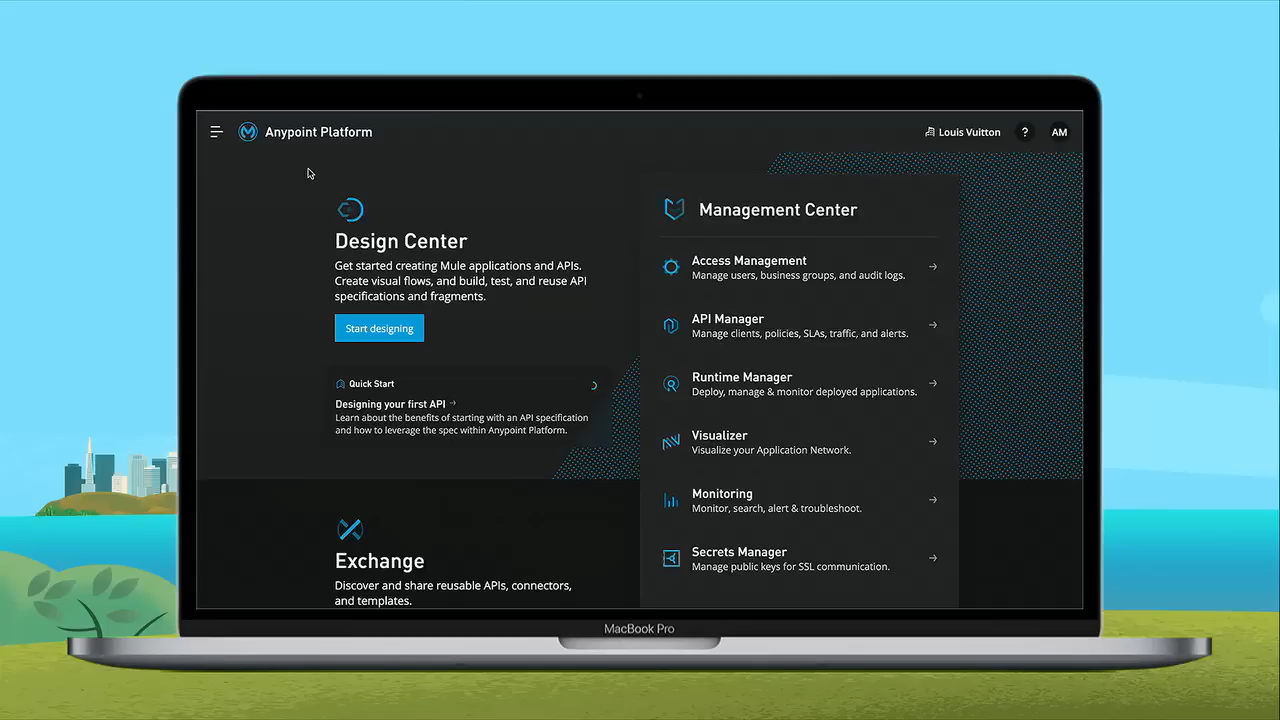 Anypoint Platform
Louis Vuitton
?
AM
Design Center
Get started creating Mule applications and APIs.
Create visual flows, and build, test, and reuse API
specifications and fragments.
Start designing
Quick Start
Designing your first API →
Learn about the benefits of starting with an API specification
and how to leverage the spec within Anypoint Platform.
Exchange
Discover and share reusable APIs, connectors,
and templates.
Management Center
Access Management
Manage users, business groups, and audit logs.
API Manager
Manage clients, policies, SLAs, traffic, and alerts.
Runtime Manager
Deploy, manage & monitor deployed applications.
Visualizer
Visualize your Application Network.
Monitoring
Monitor, search, alert & troubleshoot.
Secrets Manager
Manage public keys for SSL communication.
MacBook Pro